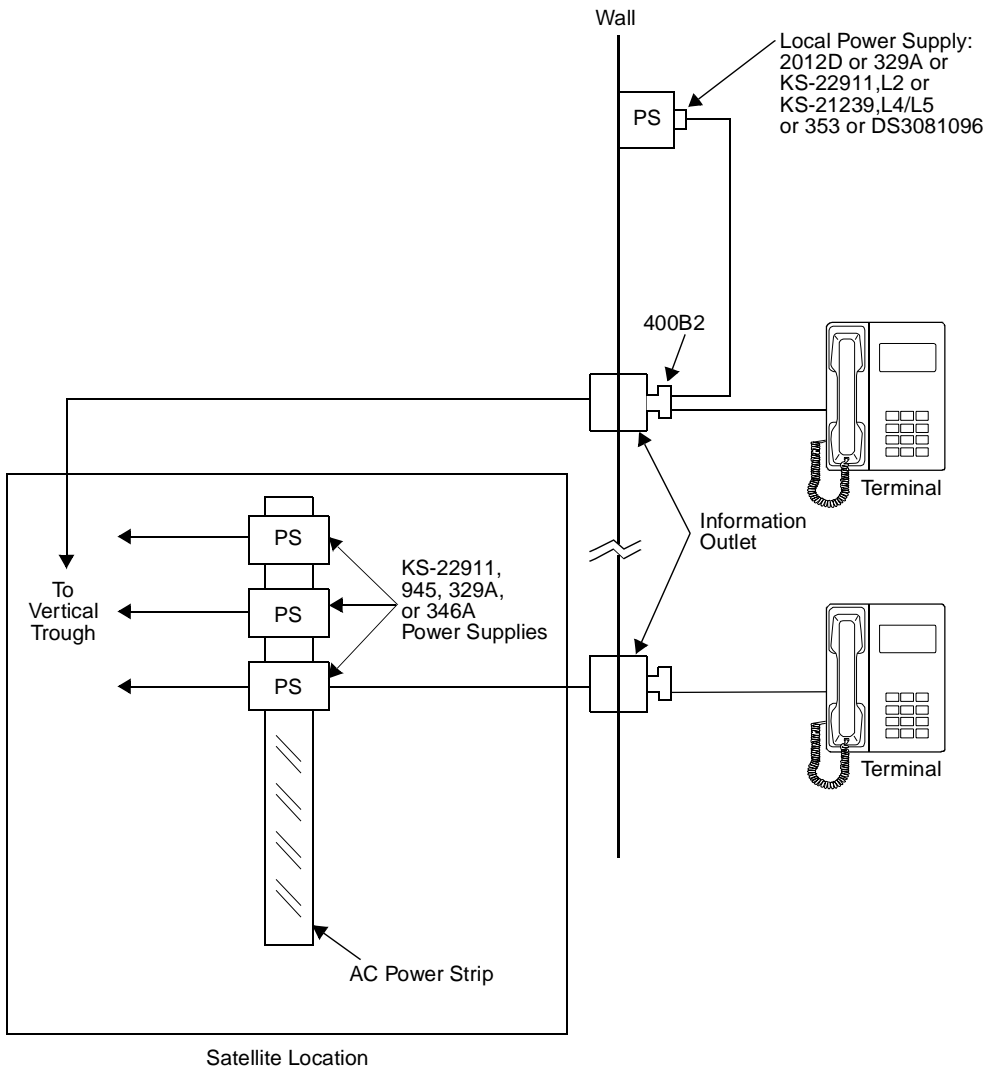 Wall
Local Power Supply:
2012D or 329A or
KS-22911,L2 or
KS-21239,L4/L5
or 353 or DS3081096
PS
400B2
Terminal
Information
Outlet
PS
KS-22911,
945, 329A,
or 346A
Power Supplies
To
Vertical
Trough
PS
PS
Terminal
AC Power Strip
Satellite Location